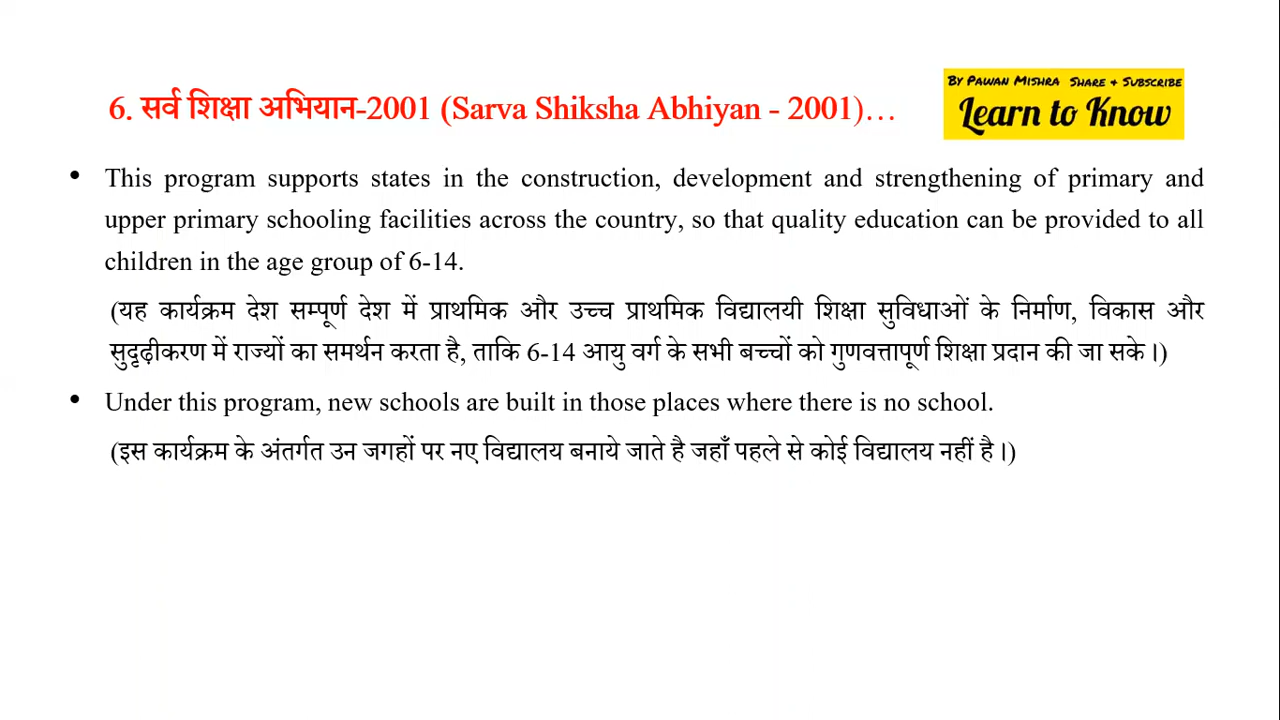 6. सर्व शिक्षा अभियान-2001 (Sarva Shiksha Abhiyan - 2001)…
BY PAWAN MISHRA SHARE + SUBSCRIBE
Learn to Know
• This program supports states in the construction, development and strengthening of primary and
upper primary schooling facilities across the country, so that quality education can be provided to all
children in the age group of 6-14.
(यह कार्यक्रम देश सम्पूर्ण देश में प्राथमिक और उच्च प्राथमिक विद्यालयी शिक्षा सुविधाओं के निर्माण, विकास और
सुदृढ़ीकरण में राज्यों का समर्थन करता है, ताकि 6-14 आयु वर्ग के सभी बच्चों को गुणवत्तापूर्ण शिक्षा प्रदान की जा सके।)
• Under this program, new schools are built in those places where there is no school.
(इस कार्यक्रम के अंतर्गत उन जगहों पर नए विद्यालय बनाये जाते है जहाँ पहले से कोई विद्यालय नहीं है।)